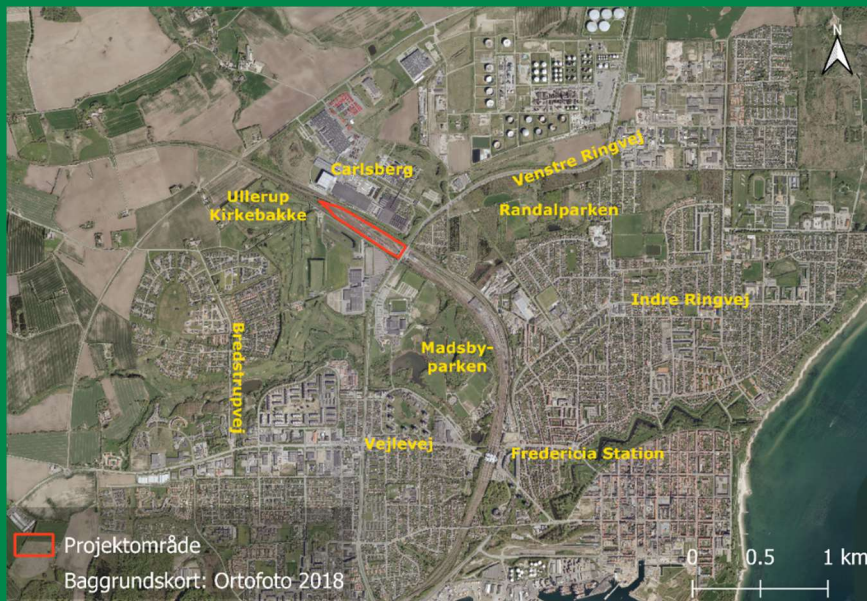 N
Carlsberg
Venstre Ringvej
Ullerup
Kirkebakke
Randalparken
Indre Ringvej
Bredstrupvej
Madsby-
parken
Vejlevej
Fredericia Station
Projektområde
Baggrundskort: Ortofoto 2018
0 0.5 1 km